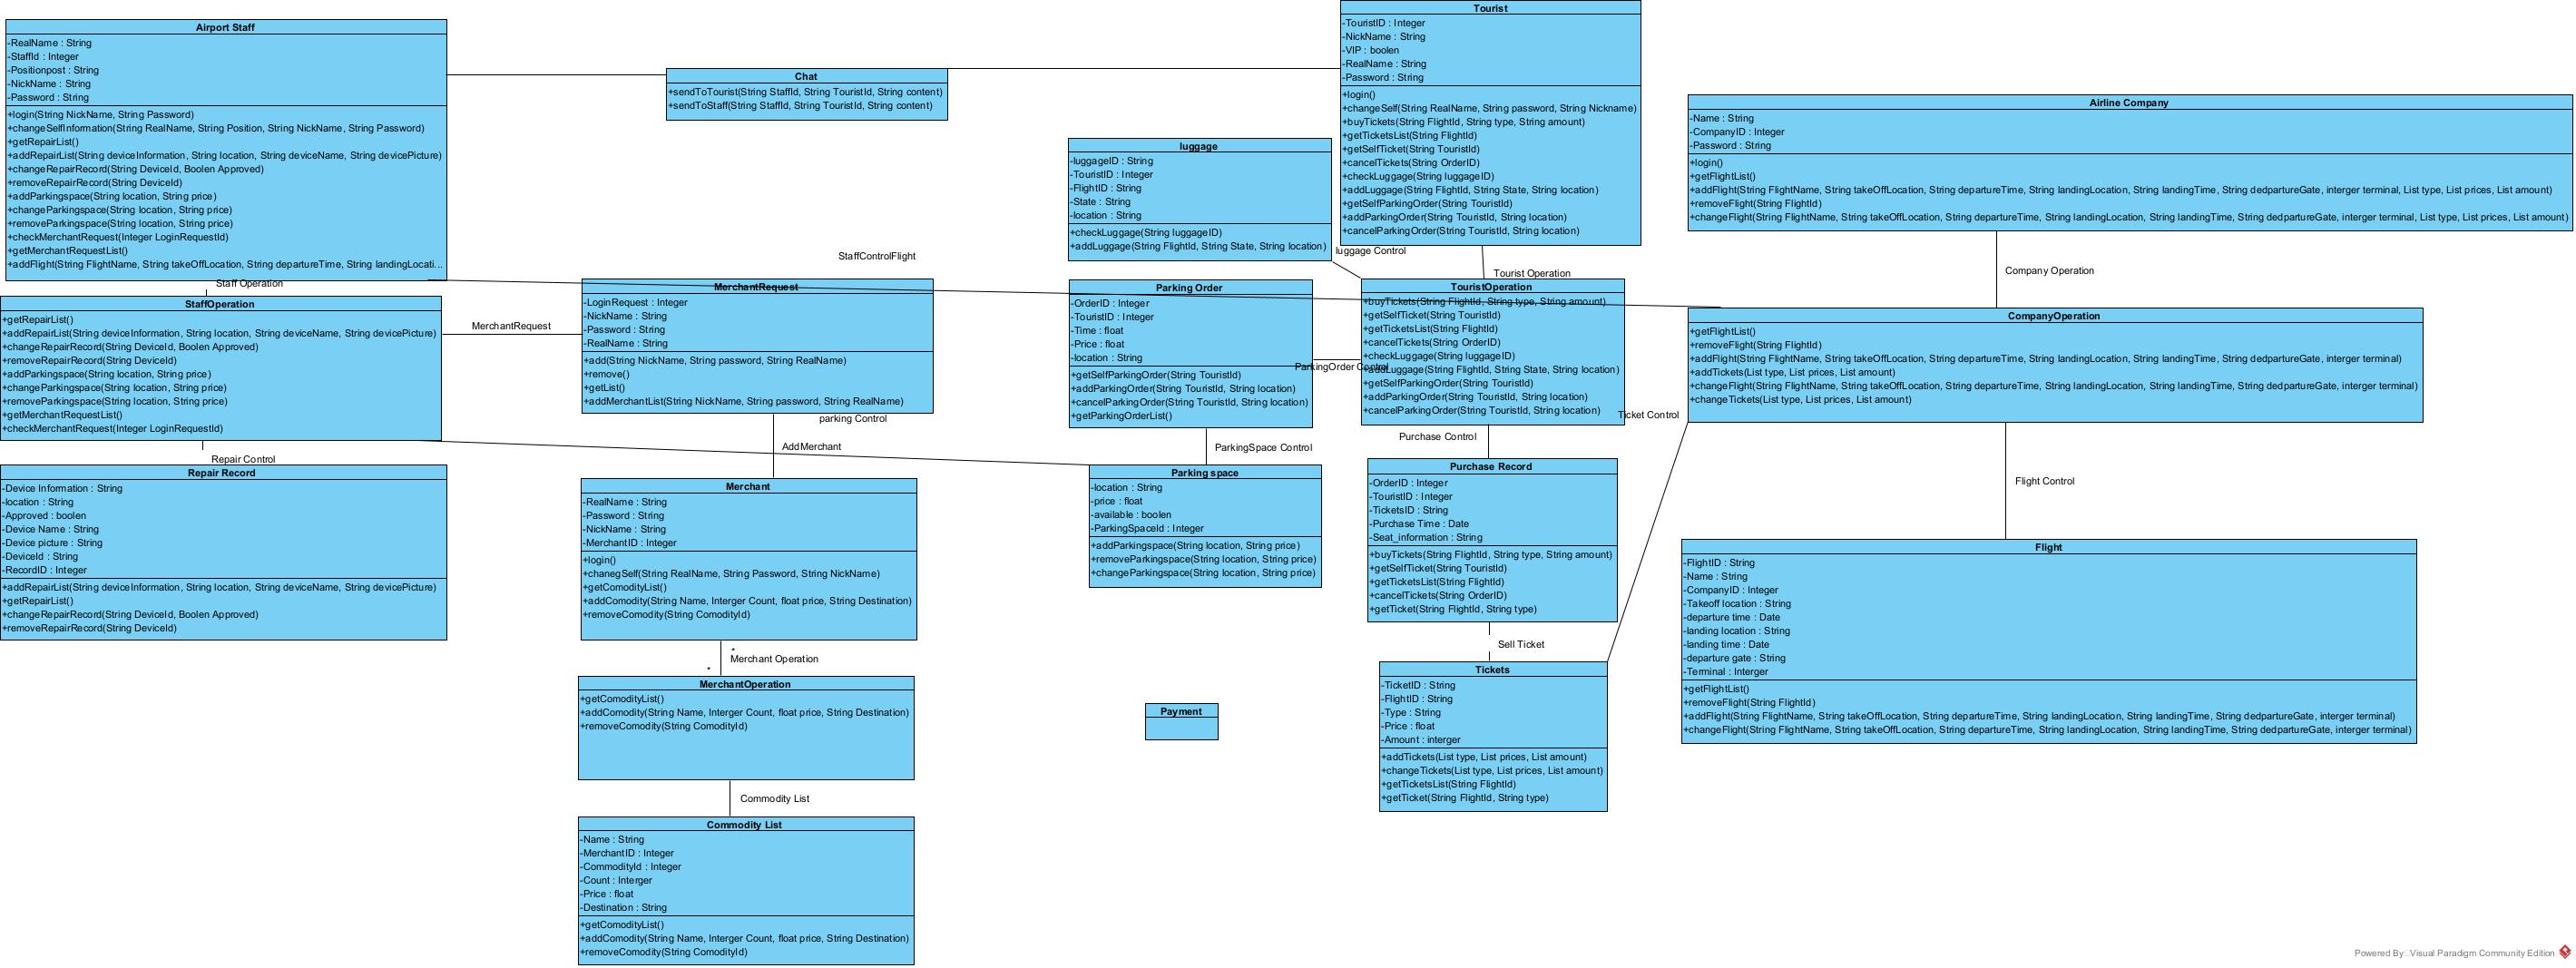 Airport Staff
-RealName : String
-StaffId : Integer
-Positionpost : String
-NickName : String
-Password : String
+login(String NickName, String Password)
+changeSelfInformation(String RealName, String Position, String NickName, String Password)
+getRepairList()
+addRepairList(String deviceInformation, String location, String deviceName, String devicePicture)
+changeRepairRecord(String DeviceId, Boolen Approved)
+removeRepairRecord(String DeviceId)
+addParkingspace(String location, String price)
+changeParkingspace(String location, String price)
+removeParkingspace(String location, String price)
+checkMerchantRequest(Integer LoginRequestId)
+getMerchantRequestList()
+addFlight(String FlightName, String takeOffLocation, String departureTime, String landingLocati...
Chat
+sendToTourist(String StaffId, String TouristId, String content)
+sendToStaff(String StaffId, String TouristId, String content)
Tourist
-TouristID : Integer
-NickName : String
-VIP : boolen
-RealName : String
-Password : String
+login()
+changeSelf(String RealName, String password, String Nickname)
+buyTickets(String FlightId, String type, String amount)
+getTicketsList(String FlightId)
+getSelfTicket(String TouristId)
+cancelTickets(String OrderID)
+checkLuggage(String luggageID)
+addLuggage(String FlightId, String State, String location)
+getSelfParkingOrder(String TouristId)
+addParkingOrder(String TouristId, String location)
+cancelParkingOrder(String TouristId, String location)
Airline Company
-Name : String
-CompanyID : Integer
-Password : String
+login()
+getFlightList()
+addFlight(String FlightName, String takeOffLocation, String departureTime, String landingLocation, String landingTime, String dedpartureGate, interger terminal, List type, List prices, List amount)
+removeFlight(String FlightId)
+changeFlight(String FlightName, String takeOffLocation, String departureTime, String landingLocation, String landingTime, String dedpartureGate, interger terminal, List type, List prices, List amount)
luggage
-luggageID : String
-TouristID : Integer
-FlightID : String
-State : String
-location : String
+checkLuggage(String luggageID)
+addLuggage(String FlightId, String State, String location)
luggage Control
StaffControlFlight
Tourist Operation
Company Operation
Staff Operation
StaffOperation
+getRepairList()
+addRepairList(String deviceInformation, String location, String deviceName, String devicePicture)
+changeRepairRecord(String DeviceId, Boolen Approved)
+removeRepairRecord(String DeviceId)
+addParkingspace(String location, String price)
+changeParkingspace(String location, String price)
+removeParkingspace(String location, String price)
+getMerchantRequestList()
+checkMerchantRequest(Integer LoginRequestId)
MerchantRequest
MerchantRequest
-LoginRequest : Integer
-NickName : String
-Password : String
-RealName : String
+add(String NickName, String password, String RealName)
+remove()
+getList()
+addMerchantList(String NickName, String password, String RealName)
Parking Order
-OrderID : Integer
-TouristID : Integer
-Time : float
-Price : float
-location : String
+getSelfParkingOrder(String TouristId)
+addParkingOrder(String TouristId, String location)
+cancelParkingOrder(String TouristId, String location)
+getParkingOrderList()
ParkingOrder Control
TouristOperation
+buyTickets(String FlightId, String type, String amount)
+getSelfTicket(String TouristId)
+getTicketsList(String FlightId)
+cancelTickets(String OrderID)
+checkLuggage(String luggageID)
+addLuggage(String FlightId, String State, String location)
+getSelfParkingOrder(String TouristId)
+addParkingOrder(String TouristId, String location)
+cancelParkingOrder(String TouristId, String location)
CompanyOperation
+getFlightList()
+removeFlight(String FlightId)
+addFlight(String FlightName, String takeOffLocation, String departureTime, String landingLocation, String landingTime, String dedpartureGate, interger terminal)
+addTickets(List type, List prices, List amount)
+changeFlight(String FlightName, String takeOffLocation, String departureTime, String landingLocation, String landingTime, String dedpartureGate, interger terminal)
+changeTickets(List type, List prices, List amount)
Ticket Control
parking Control
AddMerchant
ParkingSpace Control
Purchase Control
Flight Control
Repair Control
Repair Record
-Device Information : String
-location : String
-Approved : boolen
-Device Name : String
-Device picture : String
-DeviceId : String
-RecordID : Integer
+addRepairList(String deviceInformation, String location, String deviceName, String devicePicture)
+getRepairList()
+changeRepairRecord(String DeviceId, Boolen Approved)
+removeRepairRecord(String DeviceId)
Merchant
-RealName : String
-Password : String
-NickName : String
-MerchantID : Integer
+login()
+chanegSelf(String RealName, String Password, String NickName)
+getComodityList()
+addComodity(String Name, Interger Count, float price, String Destination)
+removeComodity(String ComodityId)
Parking space
-location : String
-price : float
-available : boolen
-ParkingSpaceId : Integer
+addParkingspace(String location, String price)
+removeParkingspace(String location, String price)
+changeParkingspace(String location, String price)
Purchase Record
-OrderID : Integer
-TouristID : Integer
-TicketsID : String
-Purchase Time : Date
-Seat_information : String
+buyTickets(String FlightId, String type, String amount)
+getSelfTicket(String TouristId)
+getTicketsList(String FlightId)
+cancelTickets(String OrderID)
+getTicket(String FlightId, String type)
Flight
-FlightID : String
-Name : String
-CompanyID : Integer
-Takeoff location : String
-departure time : Date
-landing location : String
-landing time : Date
-departure gate : String
-Terminal : Interger
+getFlightList()
+removeFlight(String FlightId)
+addFlight(String FlightName, String takeOffLocation, String departureTime, String landingLocation, String landingTime, String dedpartureGate, interger terminal)
+changeFlight(String FlightName, String takeOffLocation, String departureTime, String landingLocation, String landingTime, String dedpartureGate, interger terminal)
*
Merchant Operation
*
Sell Ticket
MerchantOperation
+getComodityList()
+addComodity(String Name, Interger Count, float price, String Destination)
+removeComodity(String ComodityId)
Payment
Tickets
-TicketID : String
-FlightID : String
-Type : String
-Price : float
-Amount : interger
+addTickets(List type, List prices, List amount)
+changeTickets(List type, List prices, List amount)
+getTicketsList(String FlightId)
+getTicket(String FlightId, String type)
Commodity List
Commodity List
-Name : String
-MerchantID : Integer
-CommodityId : Integer
-Count : Interger
-Price : float
-Destination : String
+getComodityList()
+addComodity(String Name, Interger Count, float price, String Destination)
+removeComodity(String ComodityId)
Powered By: Visual Paradigm Community Edition